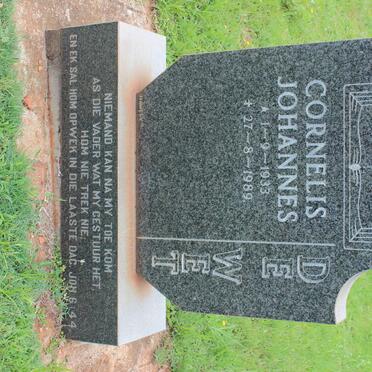 CORNELIS
JOHANNES
* 1-9-1935
+ 27-8-1989
DE
WET
NIEMAND KAN NA MY TOE KOM
AS DIE VADER WAT MY GESTUUR HET,
HOM NIE TREK NIE,
EN EK SAL HOM OPWEK IN DIE LAASTE DAG. JOH. 6:44.